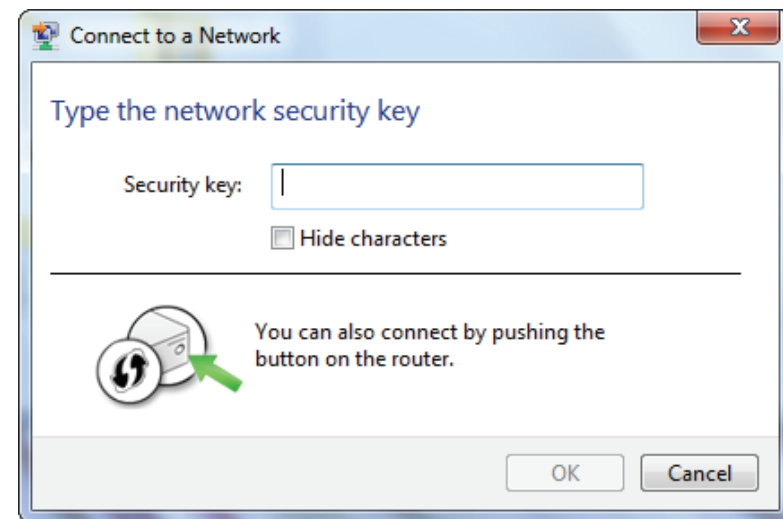 Connect to a Network
Type the network security key
Security key:
Hide characters
You can also connect by pushing the
button on the router.
OK
Cancel